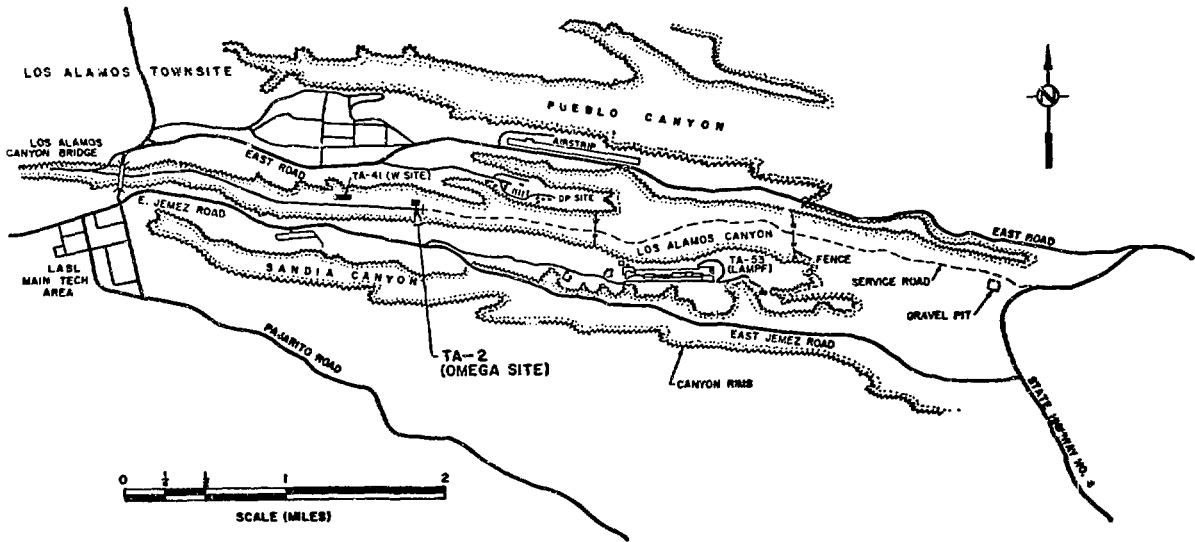 LOS ALAMOS TOWNSITE
PUEBLO CANYON
N
LOS ALAMOS
CANYON BRIDGE
EAST ROAD
AIRSTRIP
TA-41 (W SITE)
DP SITE
E. JEMEZ ROAD
LOS ALAMOS CANYON
EAST ROAD
TA-53
(LAMPF)
FENCE
SERVICE ROAD
GRAVEL PIT
LASL
MAIN TECH
AREA
SANDIA CANYON
EAST JEMEZ ROAD
PAJARITO ROAD
TA-2
(OMEGA SITE)
CANYON RIMS
STATE HIGHWAY NO.
0 1/4 1/2 1 2
SCALE (MILES)